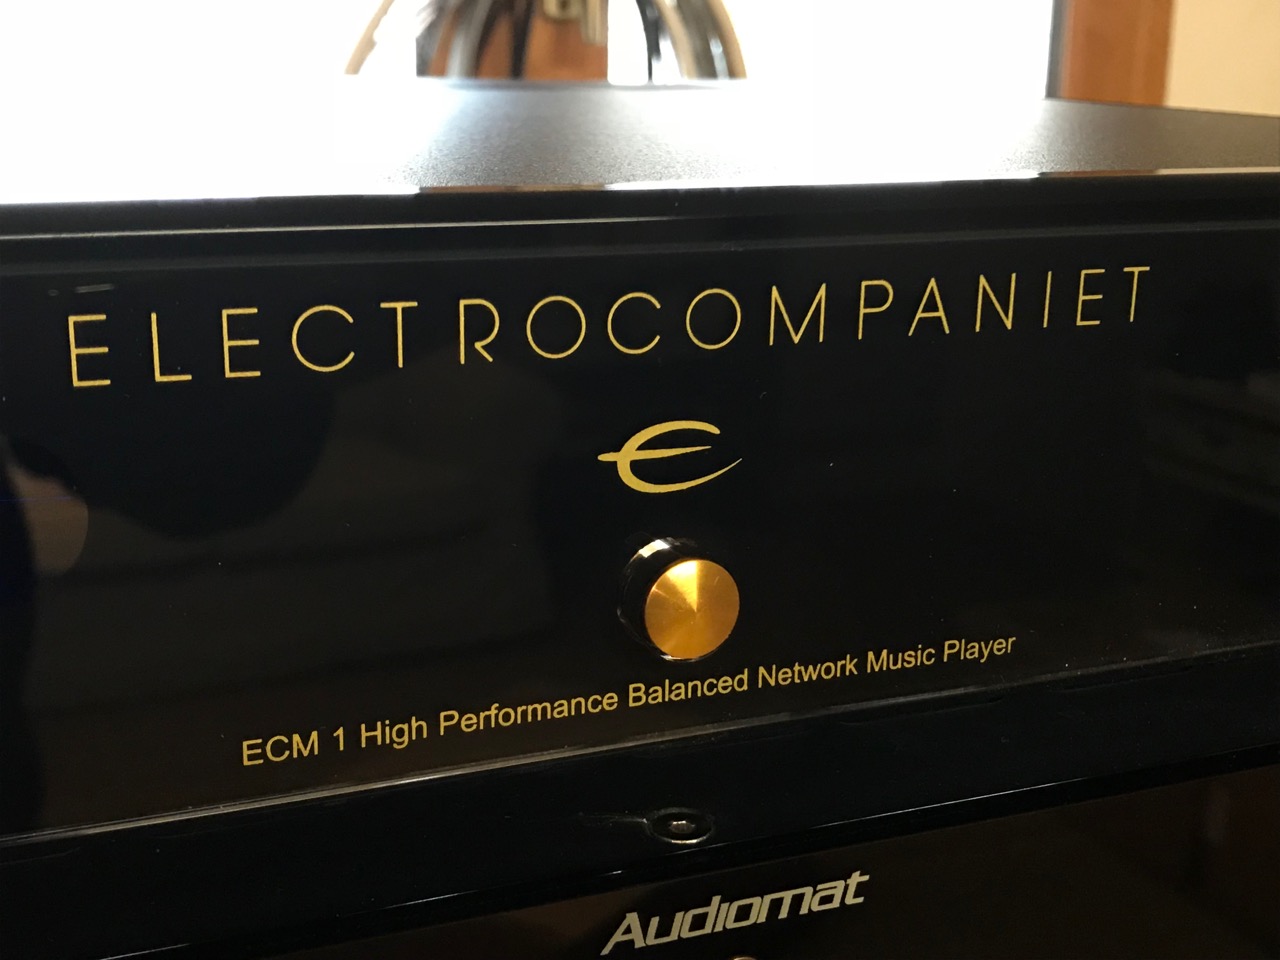 ELECTROCOMPANIET
ECM 1 High Performance Balanced Network Music Player
Audiomat